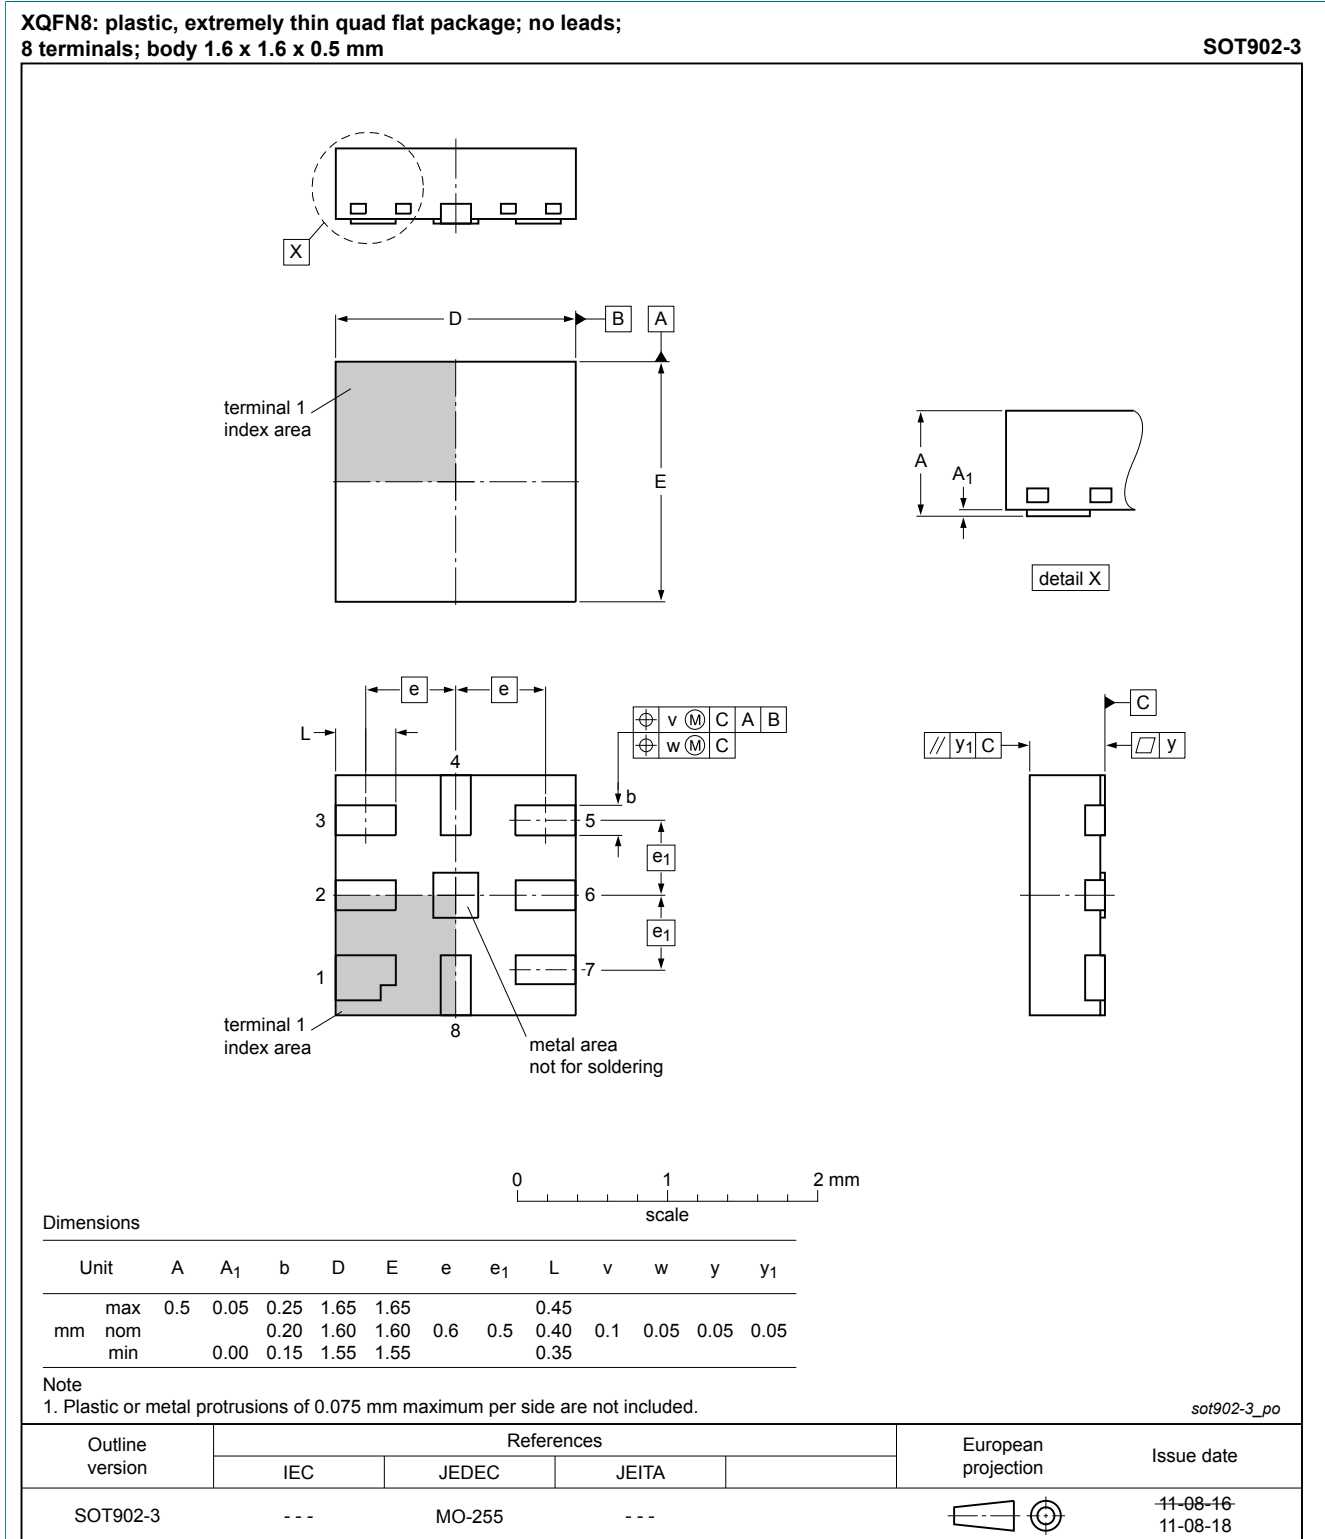 XQFN8: plastic, extremely thin quad flat package; no leads;
8 terminals; body 1.6 x 1.6 x 0.5 mm
SOT902-3
X
D
B
A
terminal 1
index area
E
A
A1
detail X
e
e
v M C A B
w M C
L
4
b
3
5
e1
2
6
e1
1
7
terminal 1
index area
8
metal area
not for soldering
C
y1 C
y
0 1 2 mm
scale
Dimensions
Unit A A1 b D E e e1 L v w y y1
max 0.5 0.05 0.25 1.65 1.65 0.45
mm nom 0.20 1.60 1.60 0.6 0.5 0.40 0.1 0.05 0.05 0.05
min 0.00 0.15 1.55 1.55 0.35
Note
1. Plastic or metal protrusions of 0.075 mm maximum per side are not included.
sot902-3_po
Outline
version
References
European
projection
Issue date
IEC JEDEC JEITA
SOT902-3 - - - MO-255 - - -
11-08-16
11-08-18